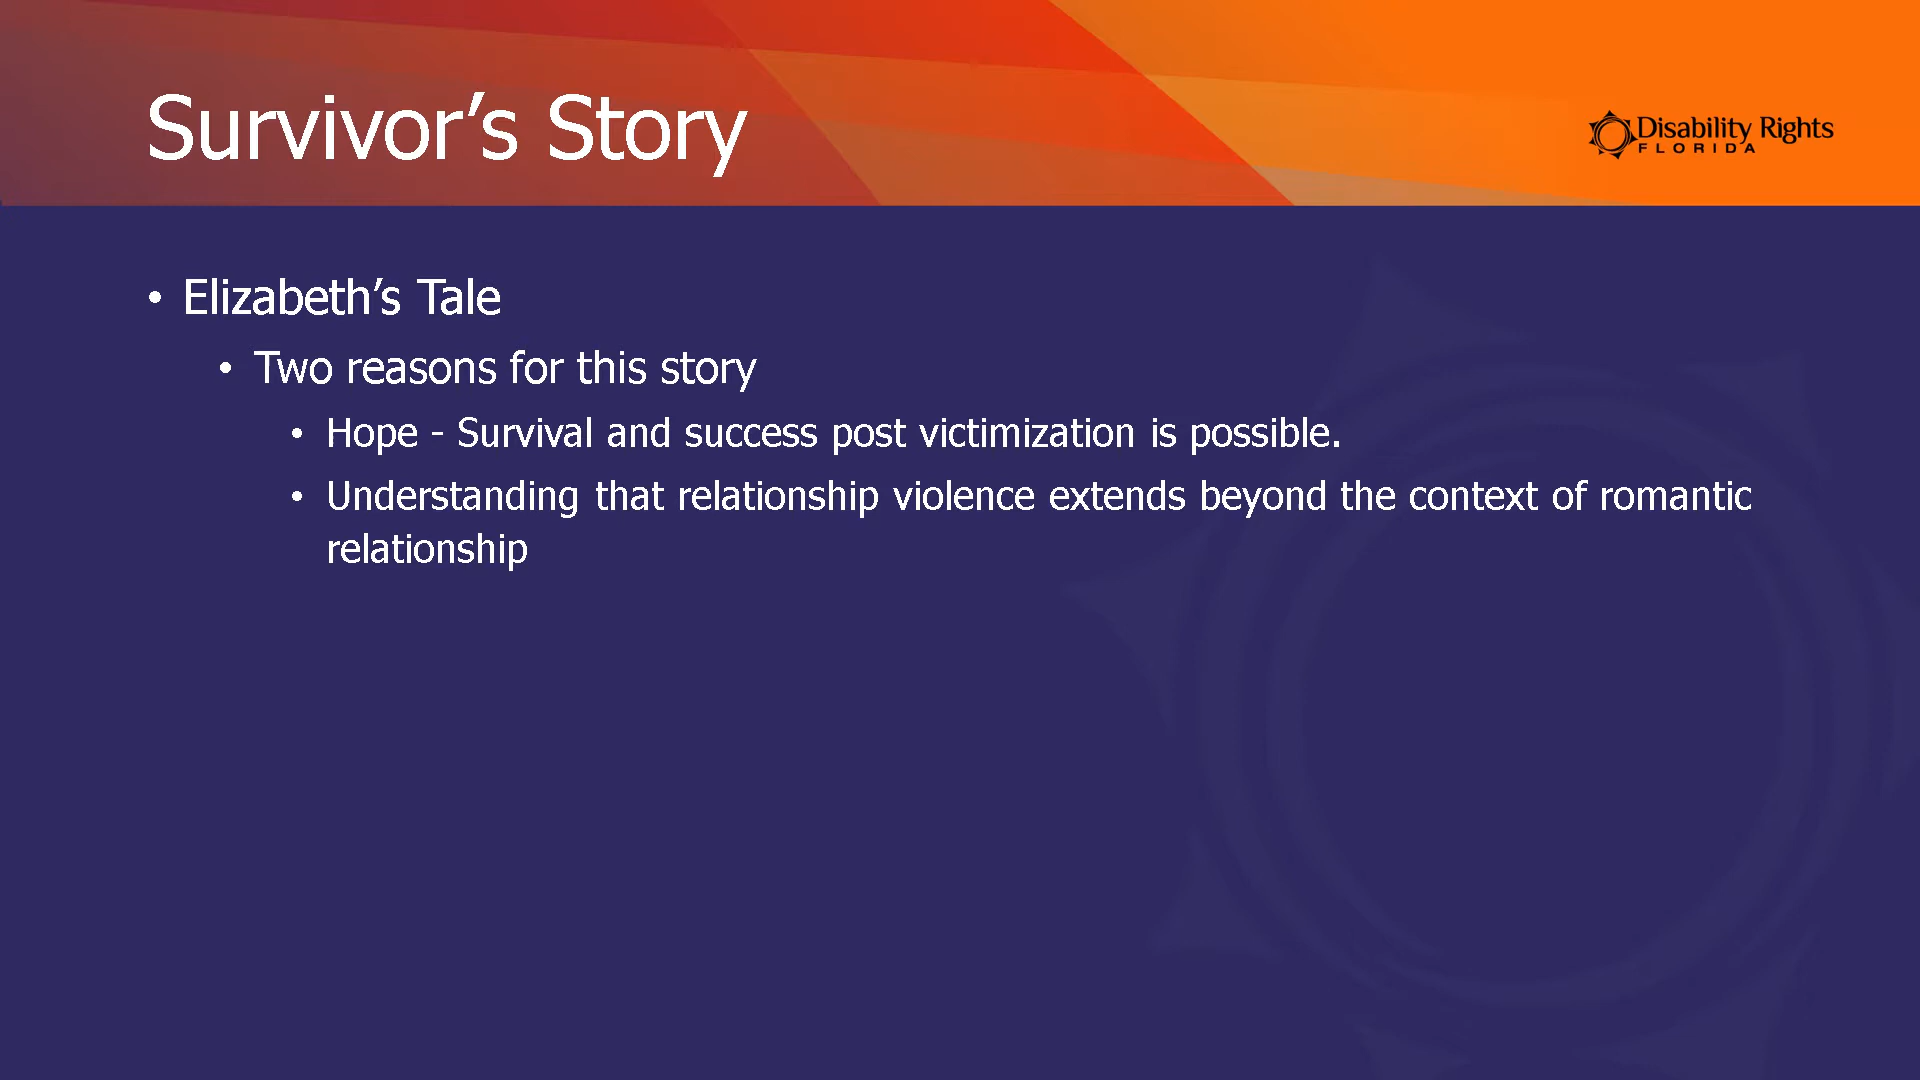 Survivor’s Story
Disability Rights
FLORIDA
• Elizabeth’s Tale
• Two reasons for this story
• Hope - Survival and success post victimization is possible.
• Understanding that relationship violence extends beyond the context of romantic
relationship